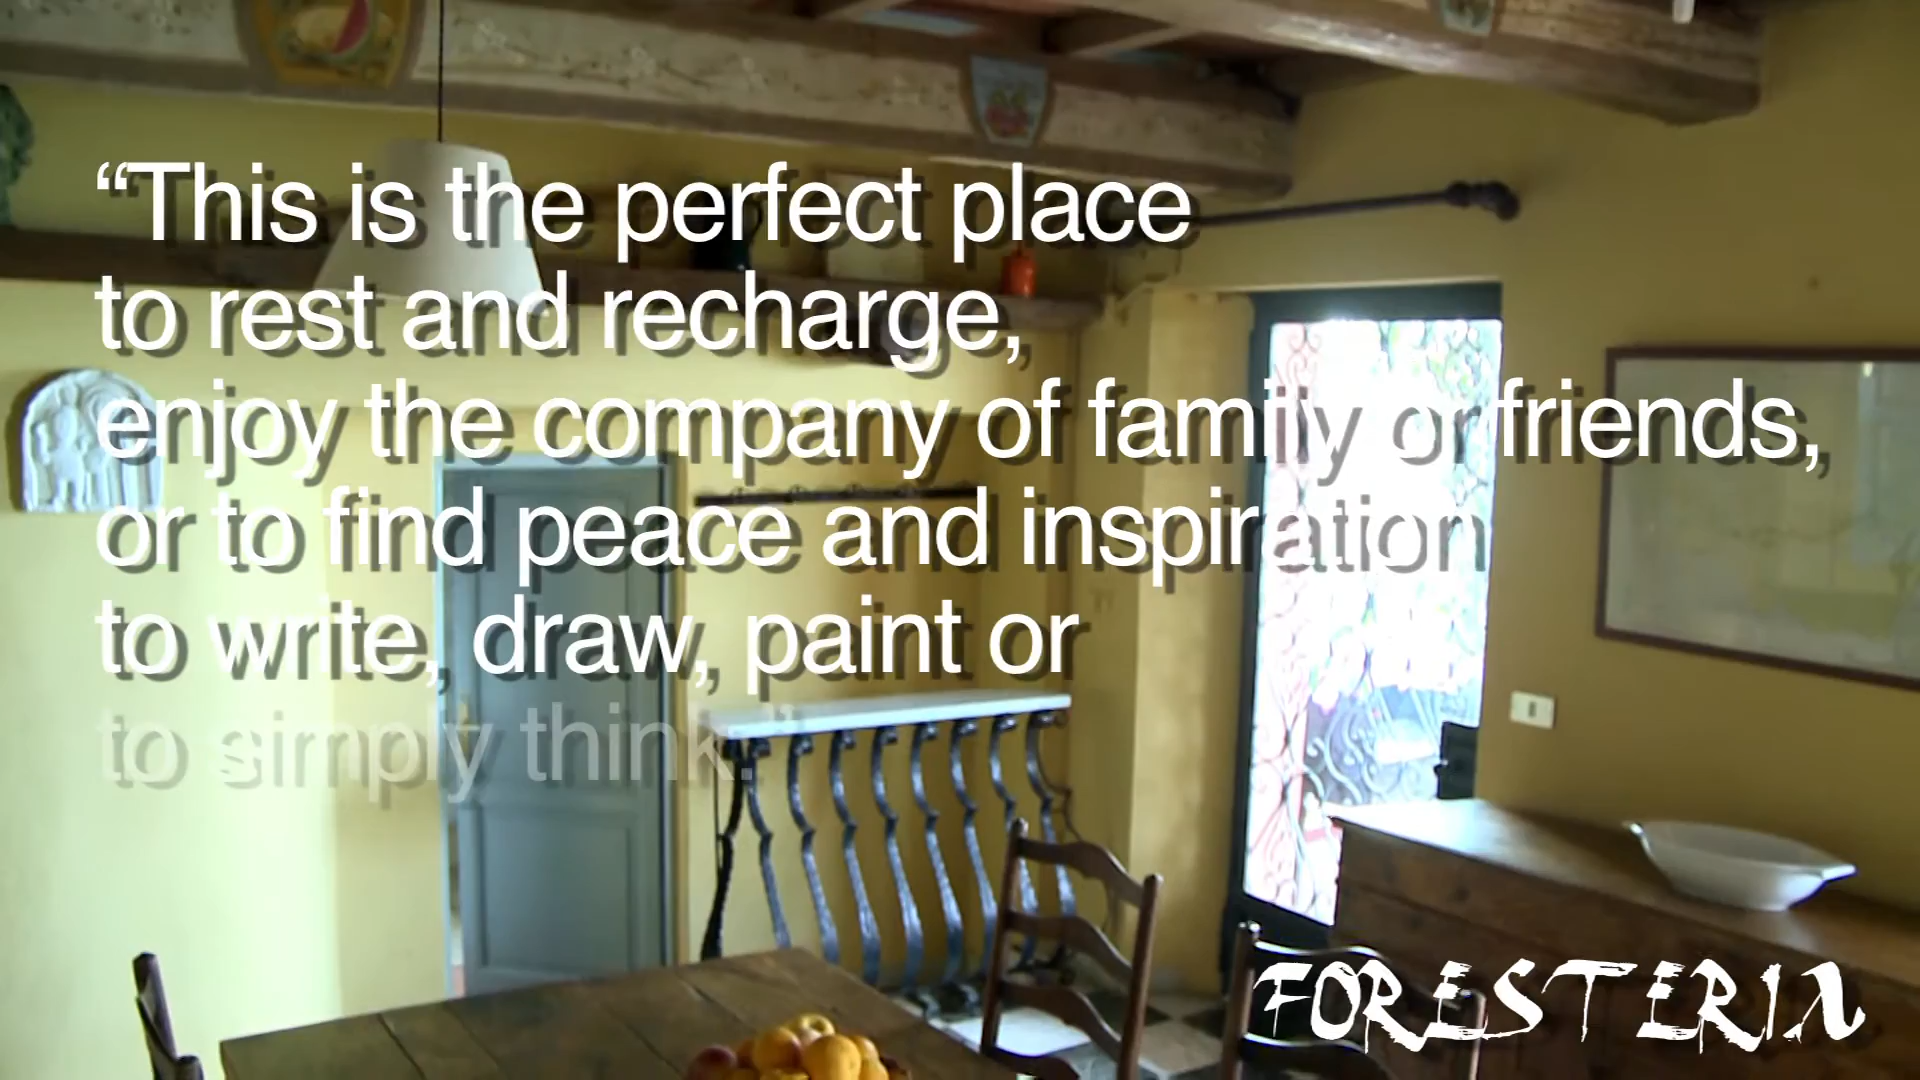 “This is the perfect place
to rest and recharge,
enjoy the company of family or friends,
or to find peace and inspiration
to write, draw, paint or
to simply think.”
FORESTERIA